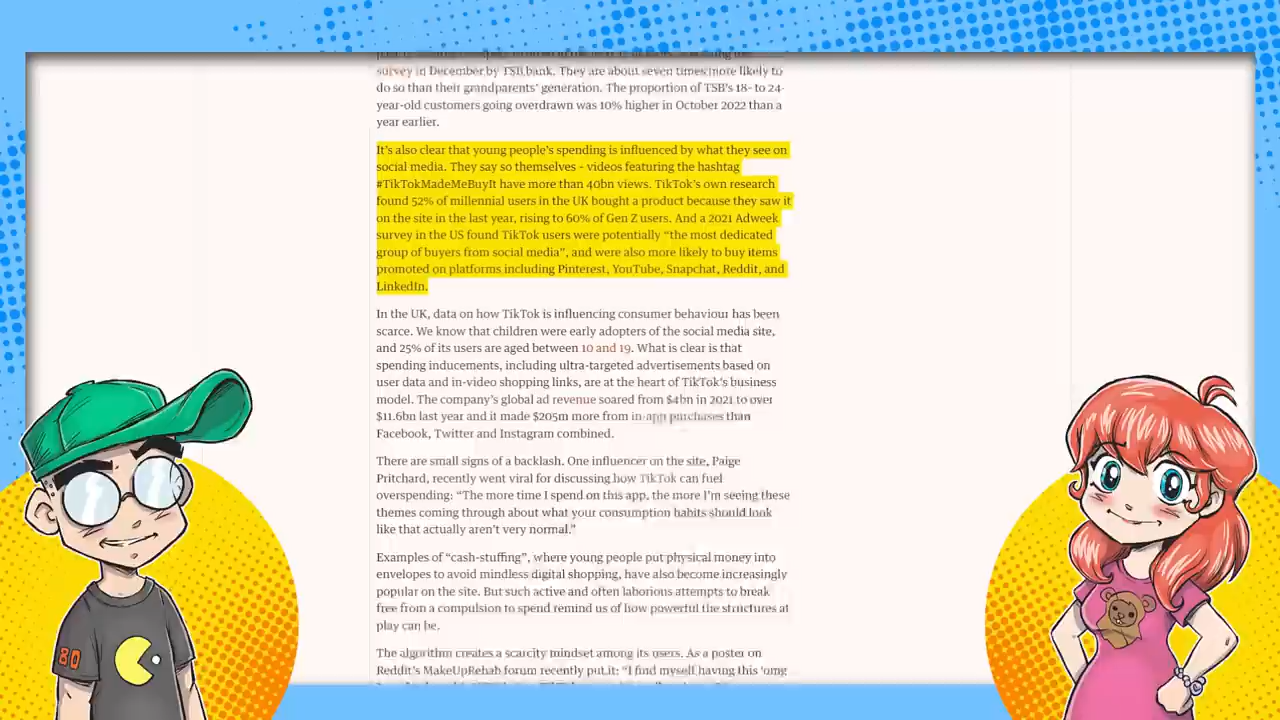 survey in December by TSB bank. They are about seven times more likely to
do so than their grandparents' generation. The proportion of TSB's 18- to 24-
year-old customers going overdrawn was 10% higher in October 2022 than a
year earlier.
It's also clear that young people's spending is influenced by what they see on
social media. They say so themselves – videos featuring the hashtag
#TikTokMadeMeBuyIt have more than 40bn views. TikTok's own research
found 52% of millennial users in the UK bought a product because they saw it
on the site in the last year, rising to 60% of Gen Z users. And a 2021 Adweek
survey in the US found TikTok users were potentially “the most dedicated
group of buyers from social media”, and were also more likely to buy items
promoted on platforms including Pinterest, YouTube, Snapchat, Reddit, and
LinkedIn.
In the UK, data on how TikTok is influencing consumer behaviour has been
scarce. We know that children were early adopters of the social media site,
and 25% of its users are aged between 10 and 19. What is clear is that
spending inducements, including ultra-targeted advertisements based on
user data and in-video shopping links, are at the heart of TikTok's business
model. The company's global ad revenue soared from $4bn in 2021 to over
$11.6bn last year and it made $205m more from in-app purchases than
Facebook, Twitter and Instagram combined.
There are small signs of a backlash. One influencer on the site, Paige
Pritchard, recently went viral for discussing how TikTok can fuel
overspending: “The more time I spend on this app, the more I'm seeing these
themes coming through about what your consumption habits should look
like that actually aren't very normal.”
Examples of “cash-stuffing”, where young people put physical money into
envelopes to avoid mindless digital shopping, have also become increasingly
popular on the site. But such active and often laborious attempts to break
free from a compulsion to spend remind us of how powerful the structures at
play can be.
The algorithm creates a scarcity mindset among its users. As a poster on
Reddit's MakeUpRehab forum recently put it: “I find myself having this 'omg
80